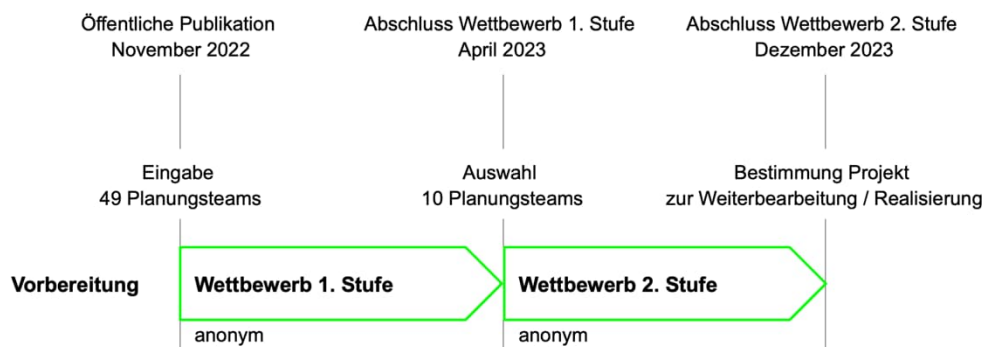 Öffentliche Publikation
November 2022
Abschluss Wettbewerb 1. Stufe
April 2023
Abschluss Wettbewerb 2. Stufe
Dezember 2023
Eingabe
49 Planungsteams
Auswahl
10 Planungsteams
Bestimmung Projekt
zur Weiterbearbeitung / Realisierung
Vorbereitung
Wettbewerb 1. Stufe
Wettbewerb 2. Stufe
anonym
anonym